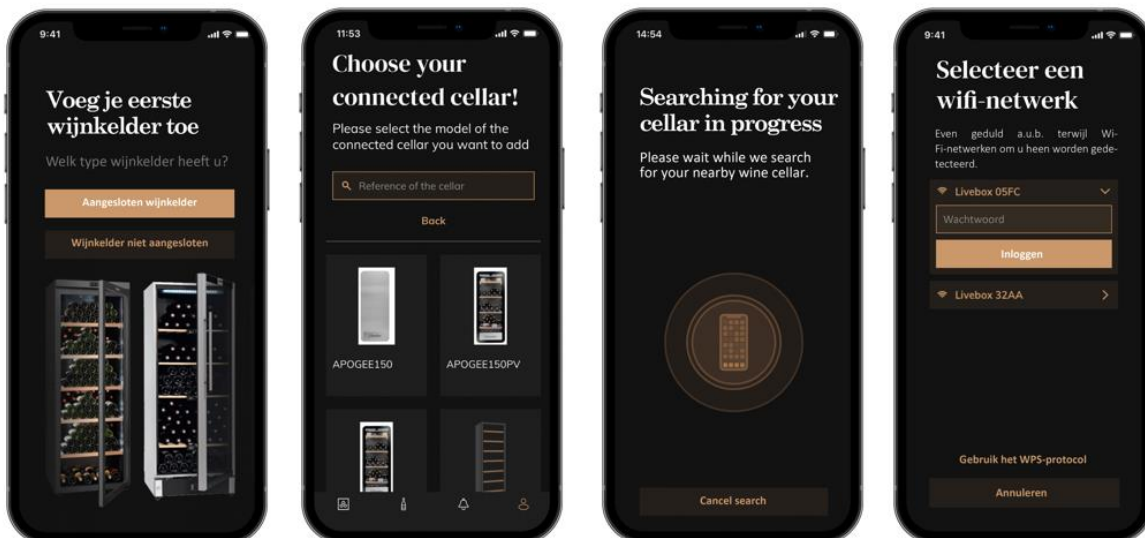 9:41
Voeg je eerste
wijnkelder toe
Welk type wijnkelder heeft u?
Aangesloten wijnkelder
Wijnkelder niet aangesloten
11:53
Choose your
connected cellar!
Please select the model of the
connected cellar you want to add
Reference of the cellar
Back
APOGEE150
APOGEE150PV
14:54
Searching for your
cellar in progress
Please wait while we search
for your nearby wine cellar.
Cancel search
9:41
Selecteer een
wifi-netwerk
Even geduld a.u.b. terwijl Wi-
Fi-netwerken om u heen worden gede-
tecteerd.
Livebox 05FC
Wachtwoord
Inloggen
Livebox 32AA
Gebruik het WPS-protocol
Annuleren